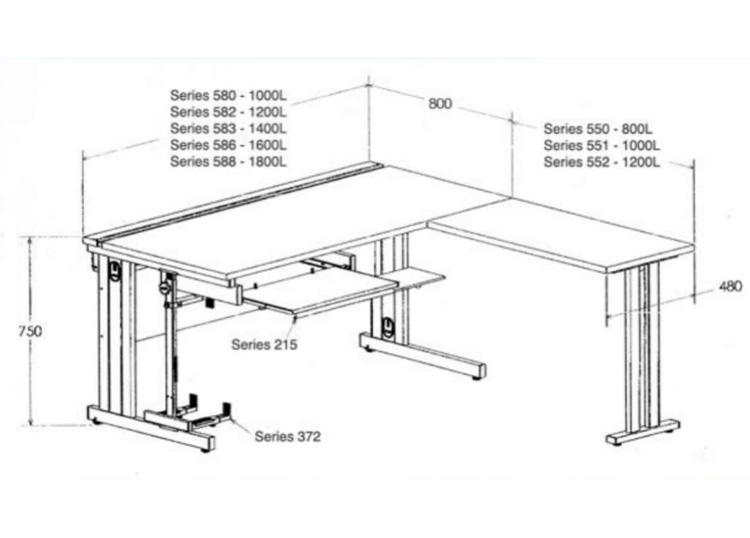 Series 580 - 1000L
Series 582 - 1200L
Series 583 - 1400L
Series 586 - 1600L
Series 588 - 1800L
800
Series 550 - 800L
Series 551 - 1000L
Series 552 - 1200L
480
750
Series 215
Series 372